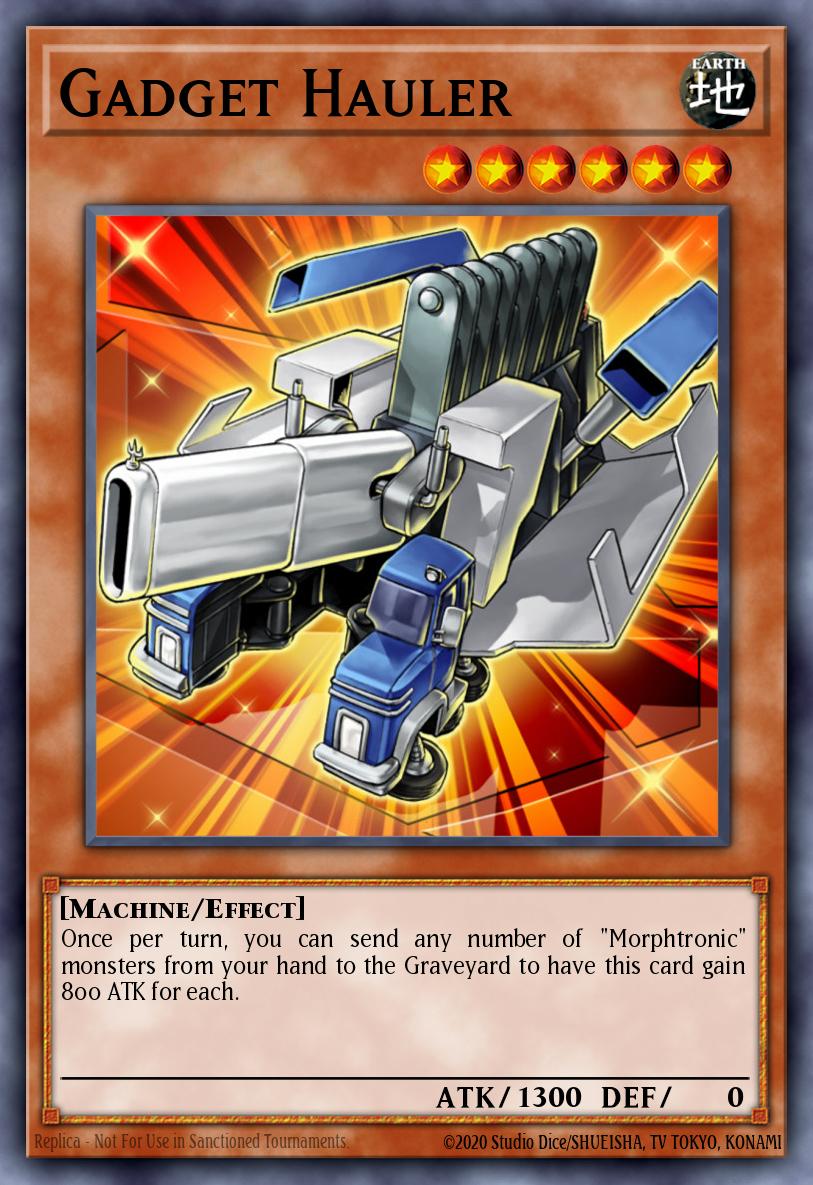 GADGET HAULER
EARTH
地
[MACHINE/EFFECT]
Once per turn, you can send any number of "Morphtronic"
monsters from your hand to the Graveyard to have this card gain
800 ATK for each.
ATK/ 1300 DEF/ 0
Replica - Not For Use in Sanctioned Tournaments.
©2020 Studio Dice/SHUEISHA, TV TOKYO, KONAMI